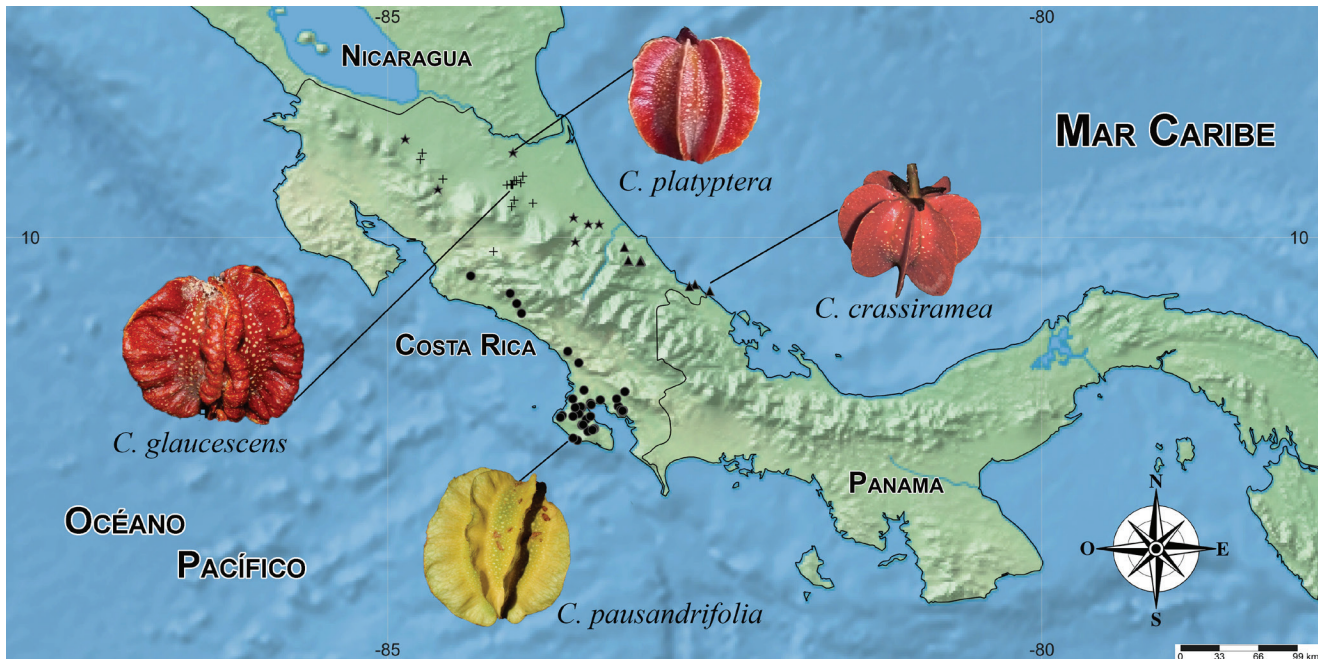 -85
-80
NICARAGUA
MAR CARIBE
C. platyptera
10
10
C. crassiramea
COSTA RICA
C. glaucescens
PANAMA
OCÉANO
PACÍFICO
C. pausandrifolia
N
O
E
S
-85
-80
0 33 66 99 km